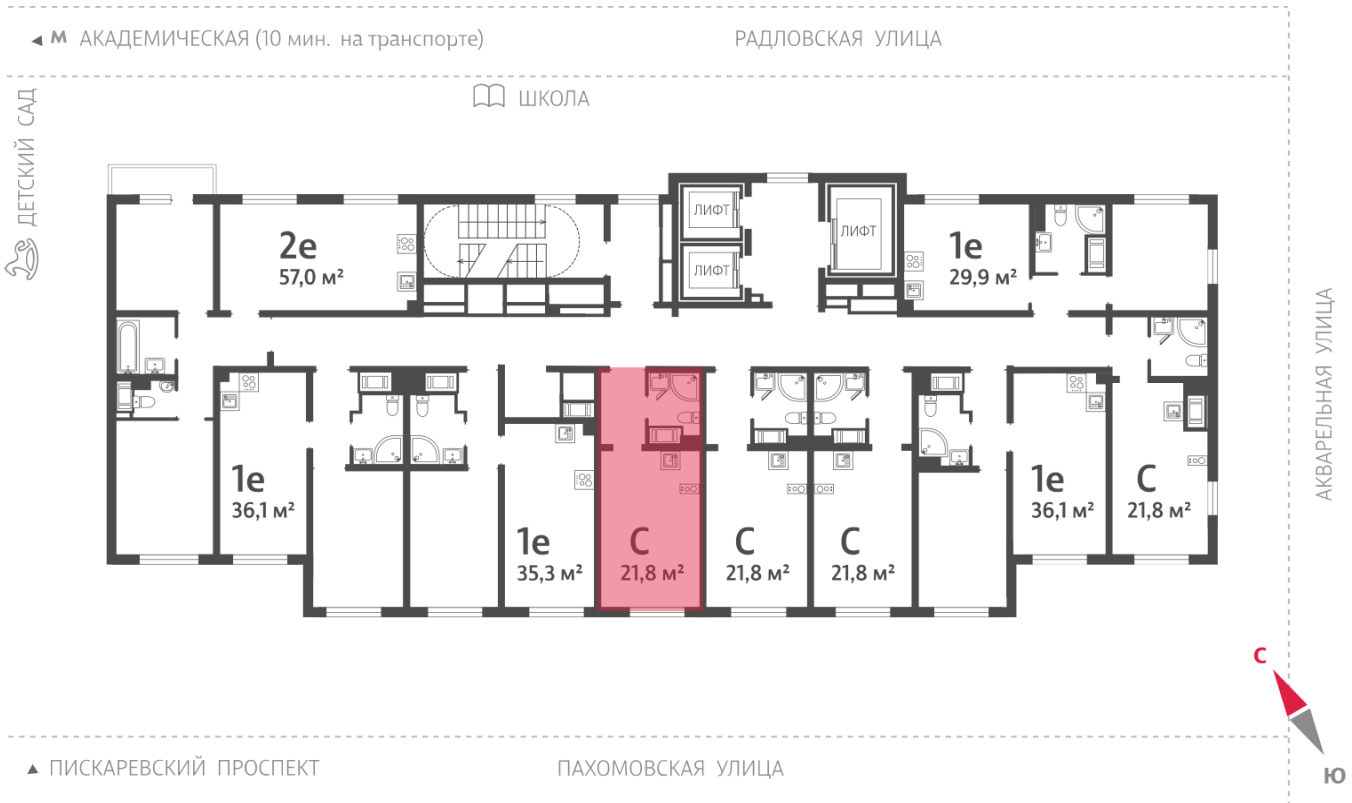 М АКАДЕМИЧЕСКАЯ (10 мин. на транспорте)
РАДЛОВСКАЯ УЛИЦА
ШКОЛА
ДЕТСКИЙ САД
ЛИФТ
ЛИФТ
ЛИФТ
2е
57,0 м²
1е
29,9 м²
АКВАРЕЛЬНАЯ УЛИЦА
1е
36,1 м²
1е
35,3 м²
С
21,8 м²
С
21,8 м²
С
21,8 м²
1е
36,1 м²
С
21,8 м²
С
Ю
ПИСКАРЕВСКИЙ ПРОСПЕКТ
ПАХОМОВСКАЯ УЛИЦА